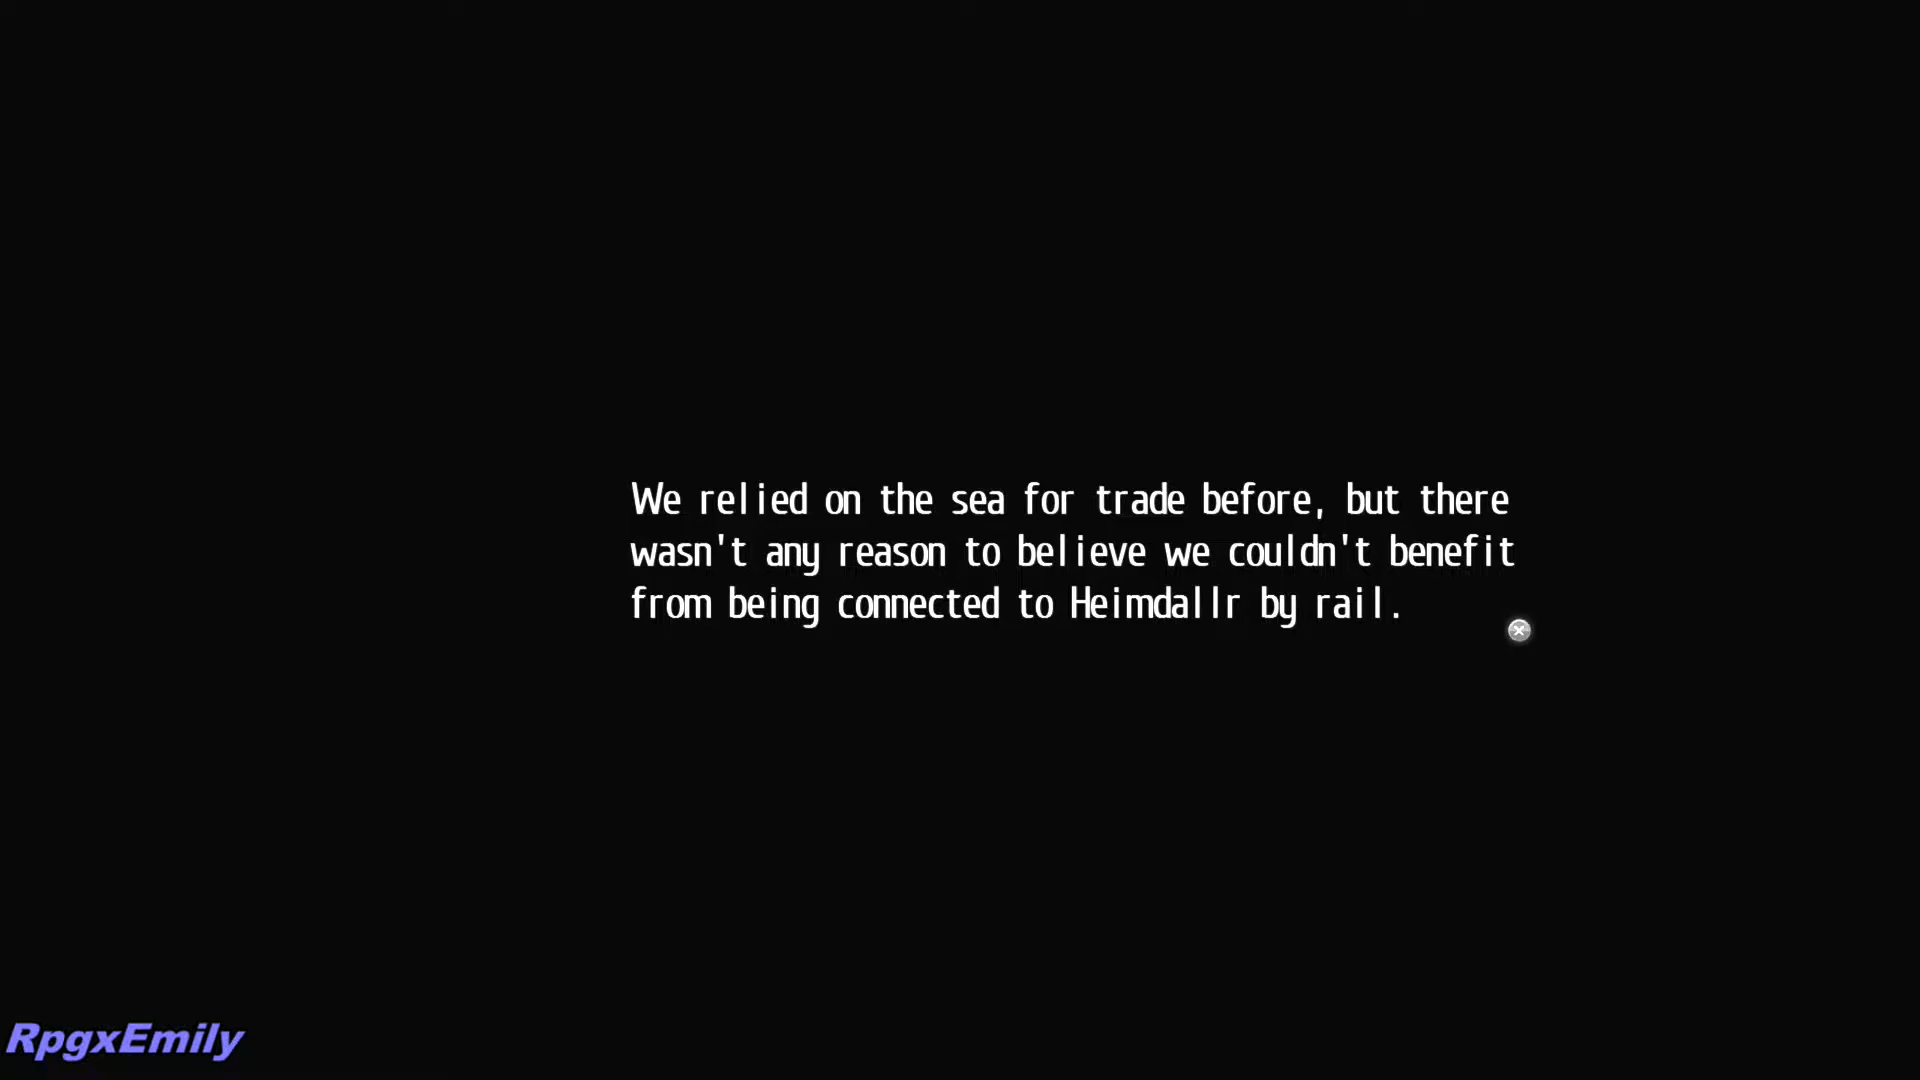 We relied on the sea for trade before, but there
wasn't any reason to believe we couldn't benefit
from being connected to Heimdallr by rail.
RpgxEmily